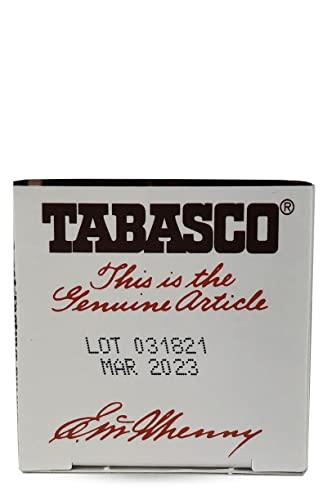 TABASCO®
This is the
Genuine Article
LOT 031821
MAR 2023